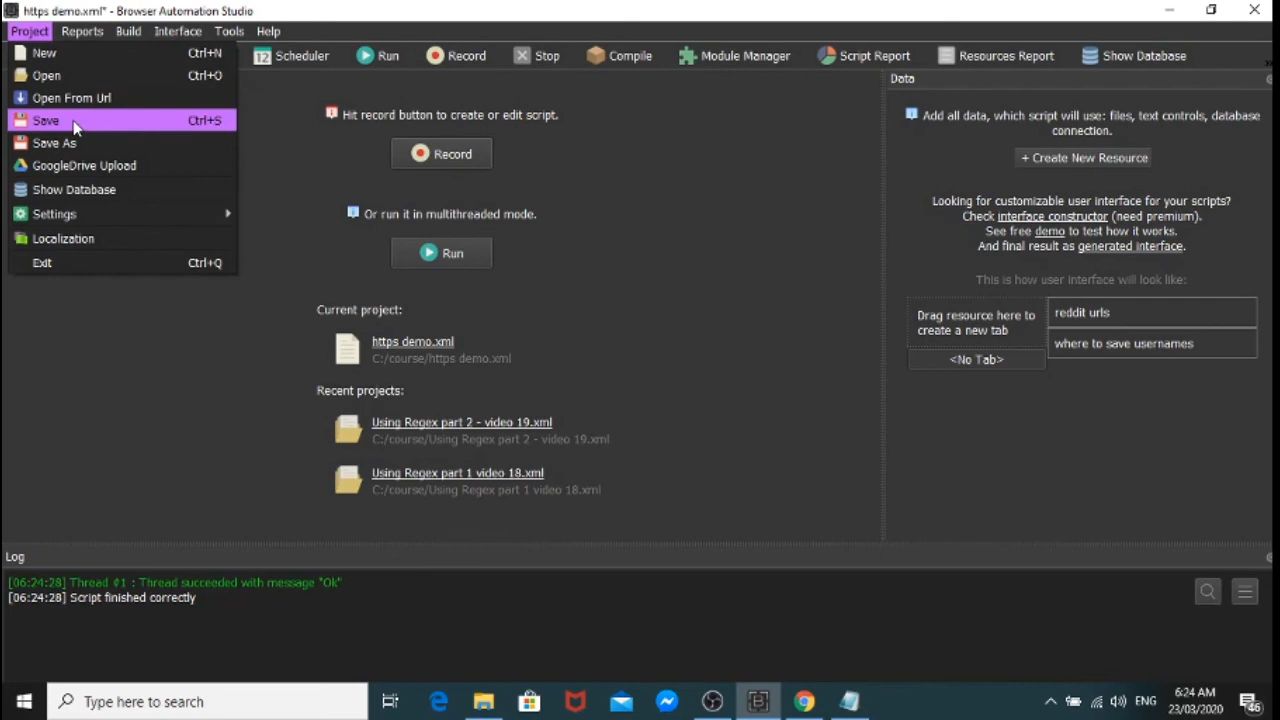 https demo.xml* - Browser Automation Studio
Project Reports Build Interface Tools Help
New Ctrl+N
Open Ctrl+O
Open From Url
Save Ctrl+S
Save As
GoogleDrive Upload
Show Database
Settings
Localization
Exit Ctrl+Q
12 Scheduler Run Record Stop Compile Module Manager Script Report Resources Report Show Database
Hit record button to create or edit script.
Record
Or run it in multithreaded mode.
Run
Current project:
https demo.xml
C:/course/https demo.xml
Recent projects:
Using Regex part 2 - video 19.xml
C:/course/Using Regex part 2 - video 19.xml
Using Regex part 1 video 18.xml
C:/course/Using Regex part 1 video 18.xml
Data
Add all data, which script will use: files, text controls, database
connection.
+ Create New Resource
Looking for customizable user interface for your scripts?
Check interface constructor (need premium).
See free demo to test how it works.
And final result as generated interface.
This is how user interface will look like:
Drag resource here to
create a new tab
<No Tab>
reddit urls
where to save usernames
Log
[06:24:28] Thread #1 : Thread succeeded with message "Ok"
[06:24:28] Script finished correctly
Type here to search
ENG
6:24 AM
23/03/2020
46